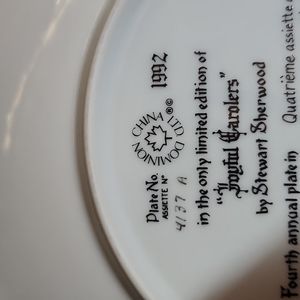 DOMINION CHINA LTD
®©
1992
Plate No.
ASSIETTE No
4137 A
in the only limited edition of
"Joyful Carolers"
by Stewart Sherwood
Fourth annual plate in
Quatrième assiette